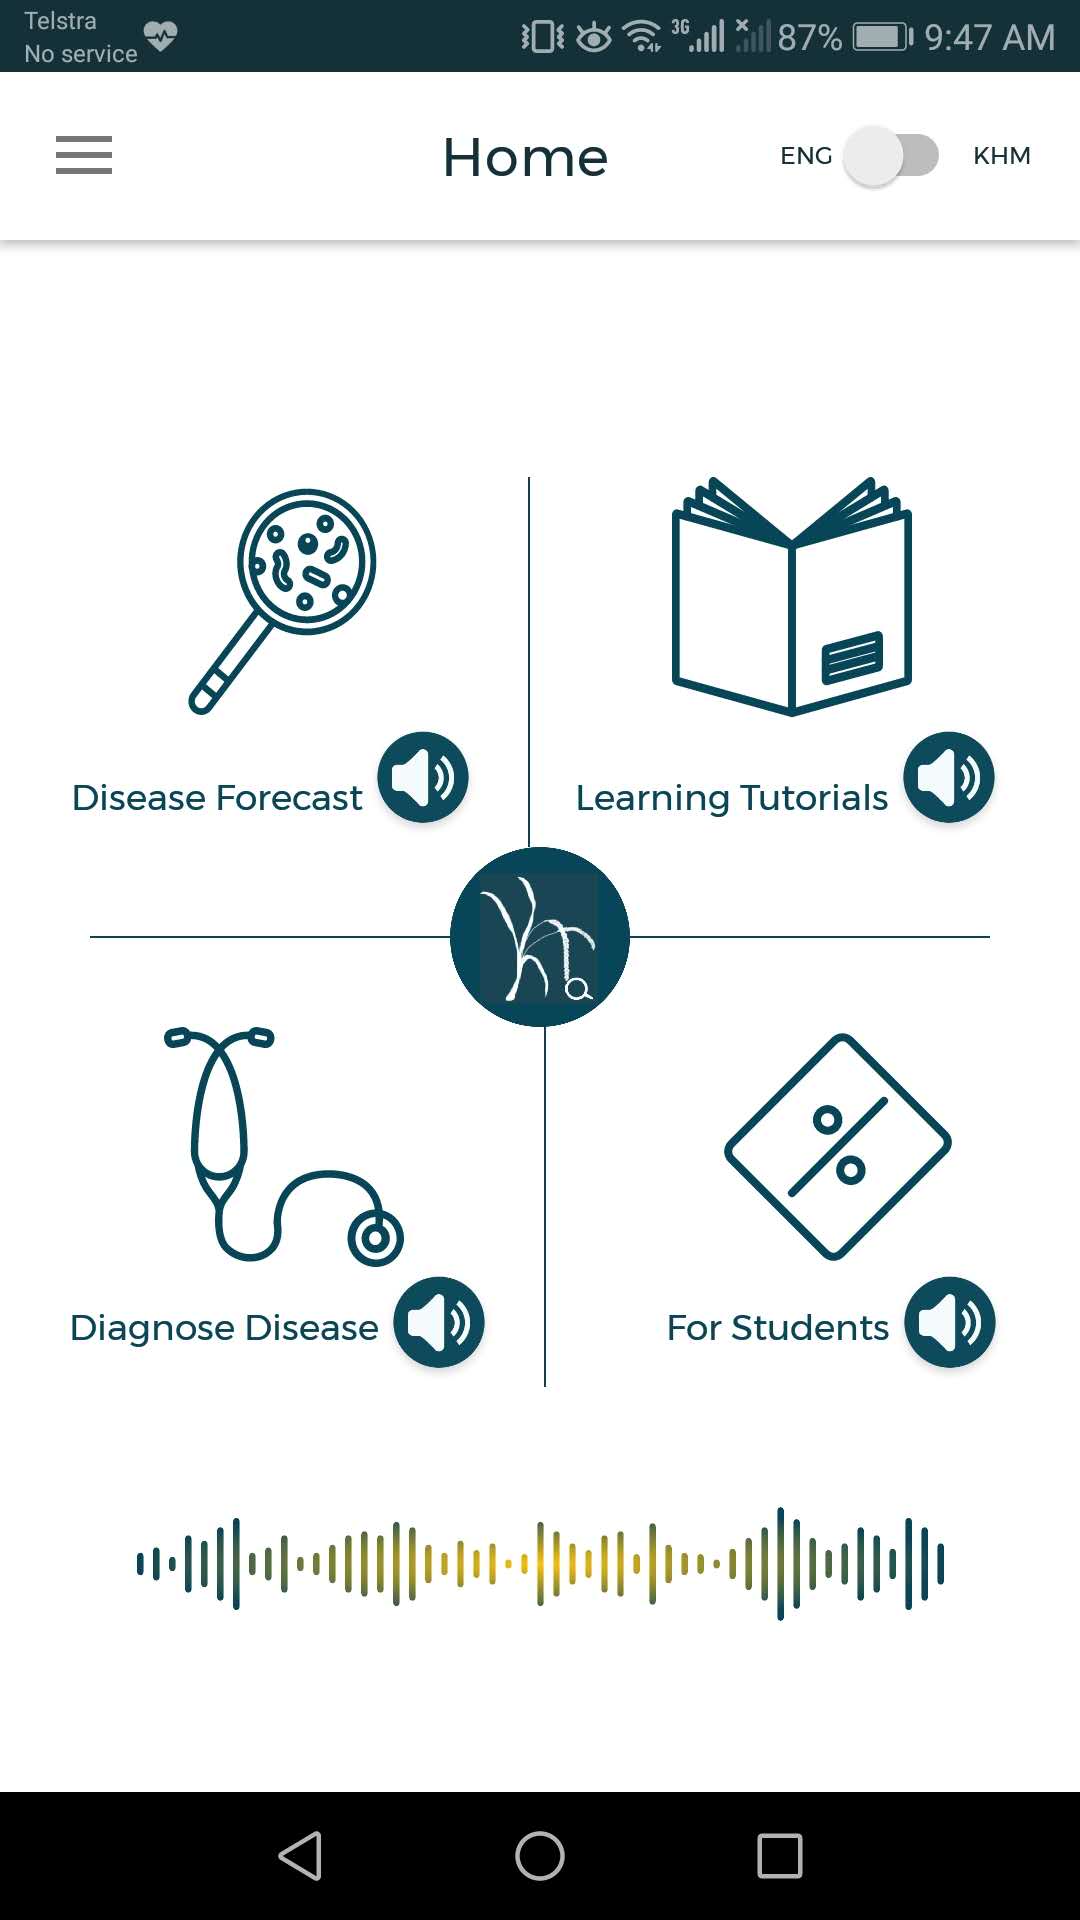 Telstra
No service
3G
87%
9:47 AM
Home
ENG
KHM
Disease Forecast
Learning Tutorials
Diagnose Disease
For Students